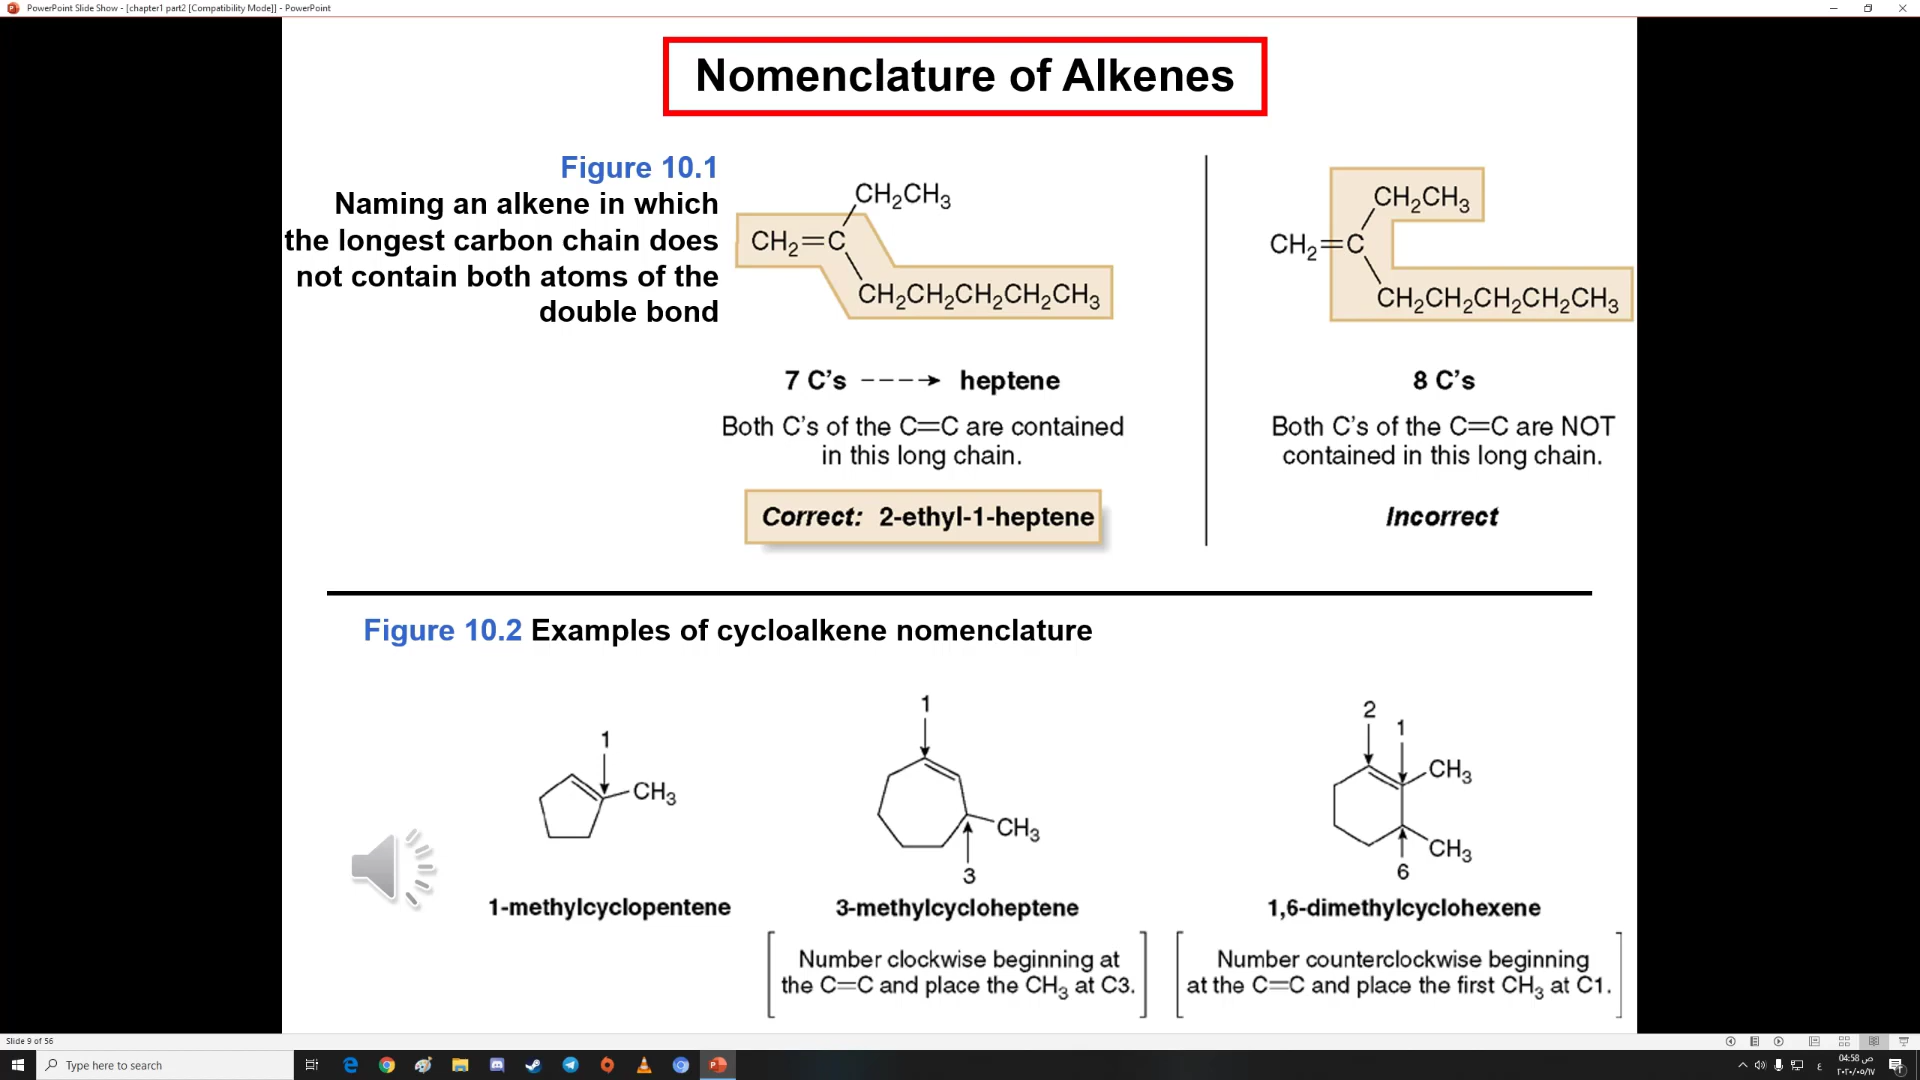 PowerPoint Slide Show - [chapter1 part2 [Compatibility Mode]] - PowerPoint
Nomenclature of Alkenes
Figure 10.1
Naming an alkene in which
the longest carbon chain does
not contain both atoms of the
double bond
CH₂CH₃
CH₂=C
CH₂CH₂CH₂CH₂CH₃
7 C's ----→ heptene
Both C's of the C=C are contained
in this long chain.
Correct: 2-ethyl-1-heptene
CH₂CH₃
CH₂=C
CH₂CH₂CH₂CH₂CH₃
8 C's
Both C's of the C=C are NOT
contained in this long chain.
Incorrect
Figure 10.2 Examples of cycloalkene nomenclature
1
CH₃
1-methylcyclopentene
1
CH₃
3
3-methylcycloheptene
Number clockwise beginning at
the C=C and place the CH₃ at C3.
2
1
CH₃
CH₃
6
1,6-dimethylcyclohexene
Number counterclockwise beginning
at the C=C and place the first CH₃ at C1.
Slide 9 of 56
Type here to search
ع
04:58 ص